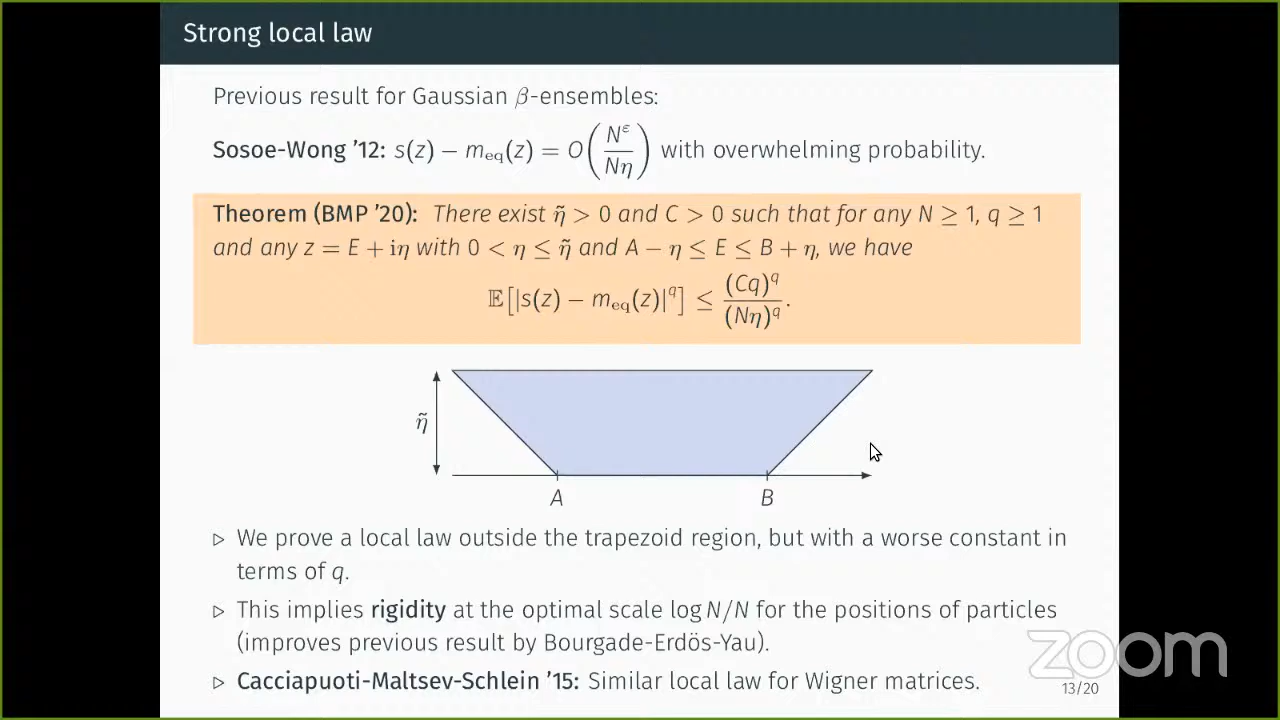 Strong local law
Previous result for Gaussian β-ensembles:
Sosoe-Wong '12: s(z) − m_eq(z) = O(N^ε / Nη) with overwhelming probability.
Theorem (BMP '20): There exist η̃ > 0 and C > 0 such that for any N ≥ 1, q ≥ 1
and any z = E + iη with 0 < η ≤ η̃ and A − η ≤ E ≤ B + η, we have
𝔼[|s(z) − m_eq(z)|^q] ≤ (Cq)^q / (Nη)^q.
η̃
A B
▷ We prove a local law outside the trapezoid region, but with a worse constant in
terms of q.
▷ This implies rigidity at the optimal scale log N/N for the positions of particles
(improves previous result by Bourgade-Erdös-Yau).
▷ Cacciapuoti-Maltsev-Schlein '15: Similar local law for Wigner matrices.
zoom
13/20